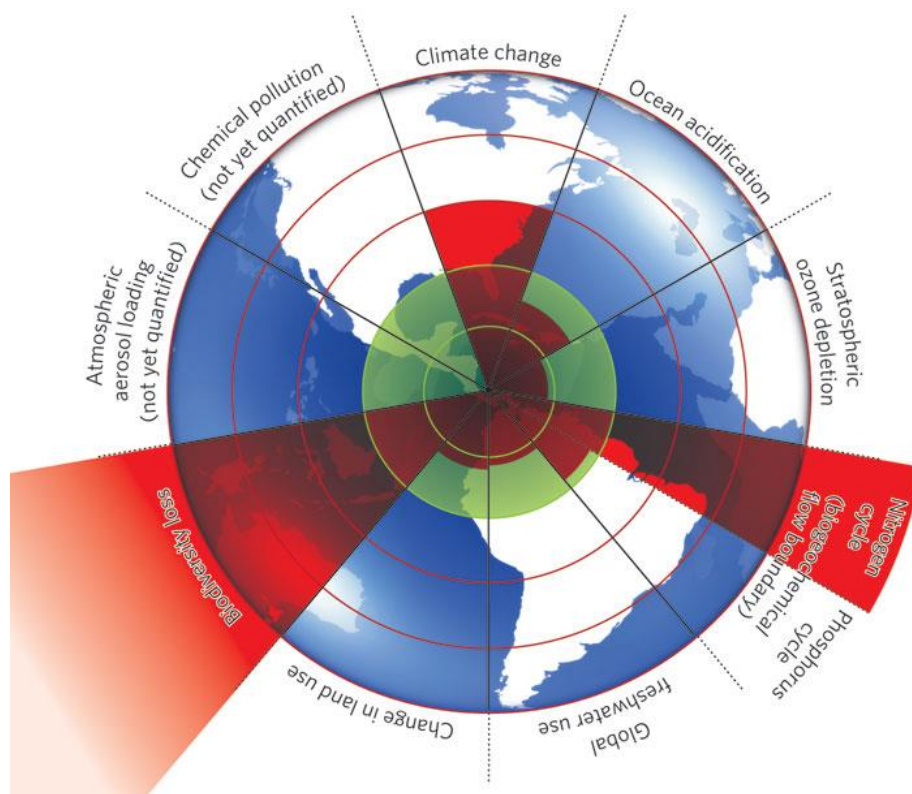 Climate change
Ocean acidification
Stratospheric
ozone depletion
Nitrogen
cycle
(biogeochemical
flow boundary)
Phosphorus
cycle
Global
freshwater use
Change in land use
Biodiversity loss
Atmospheric
aerosol loading
(not yet quantified)
Chemical pollution
(not yet quantified)